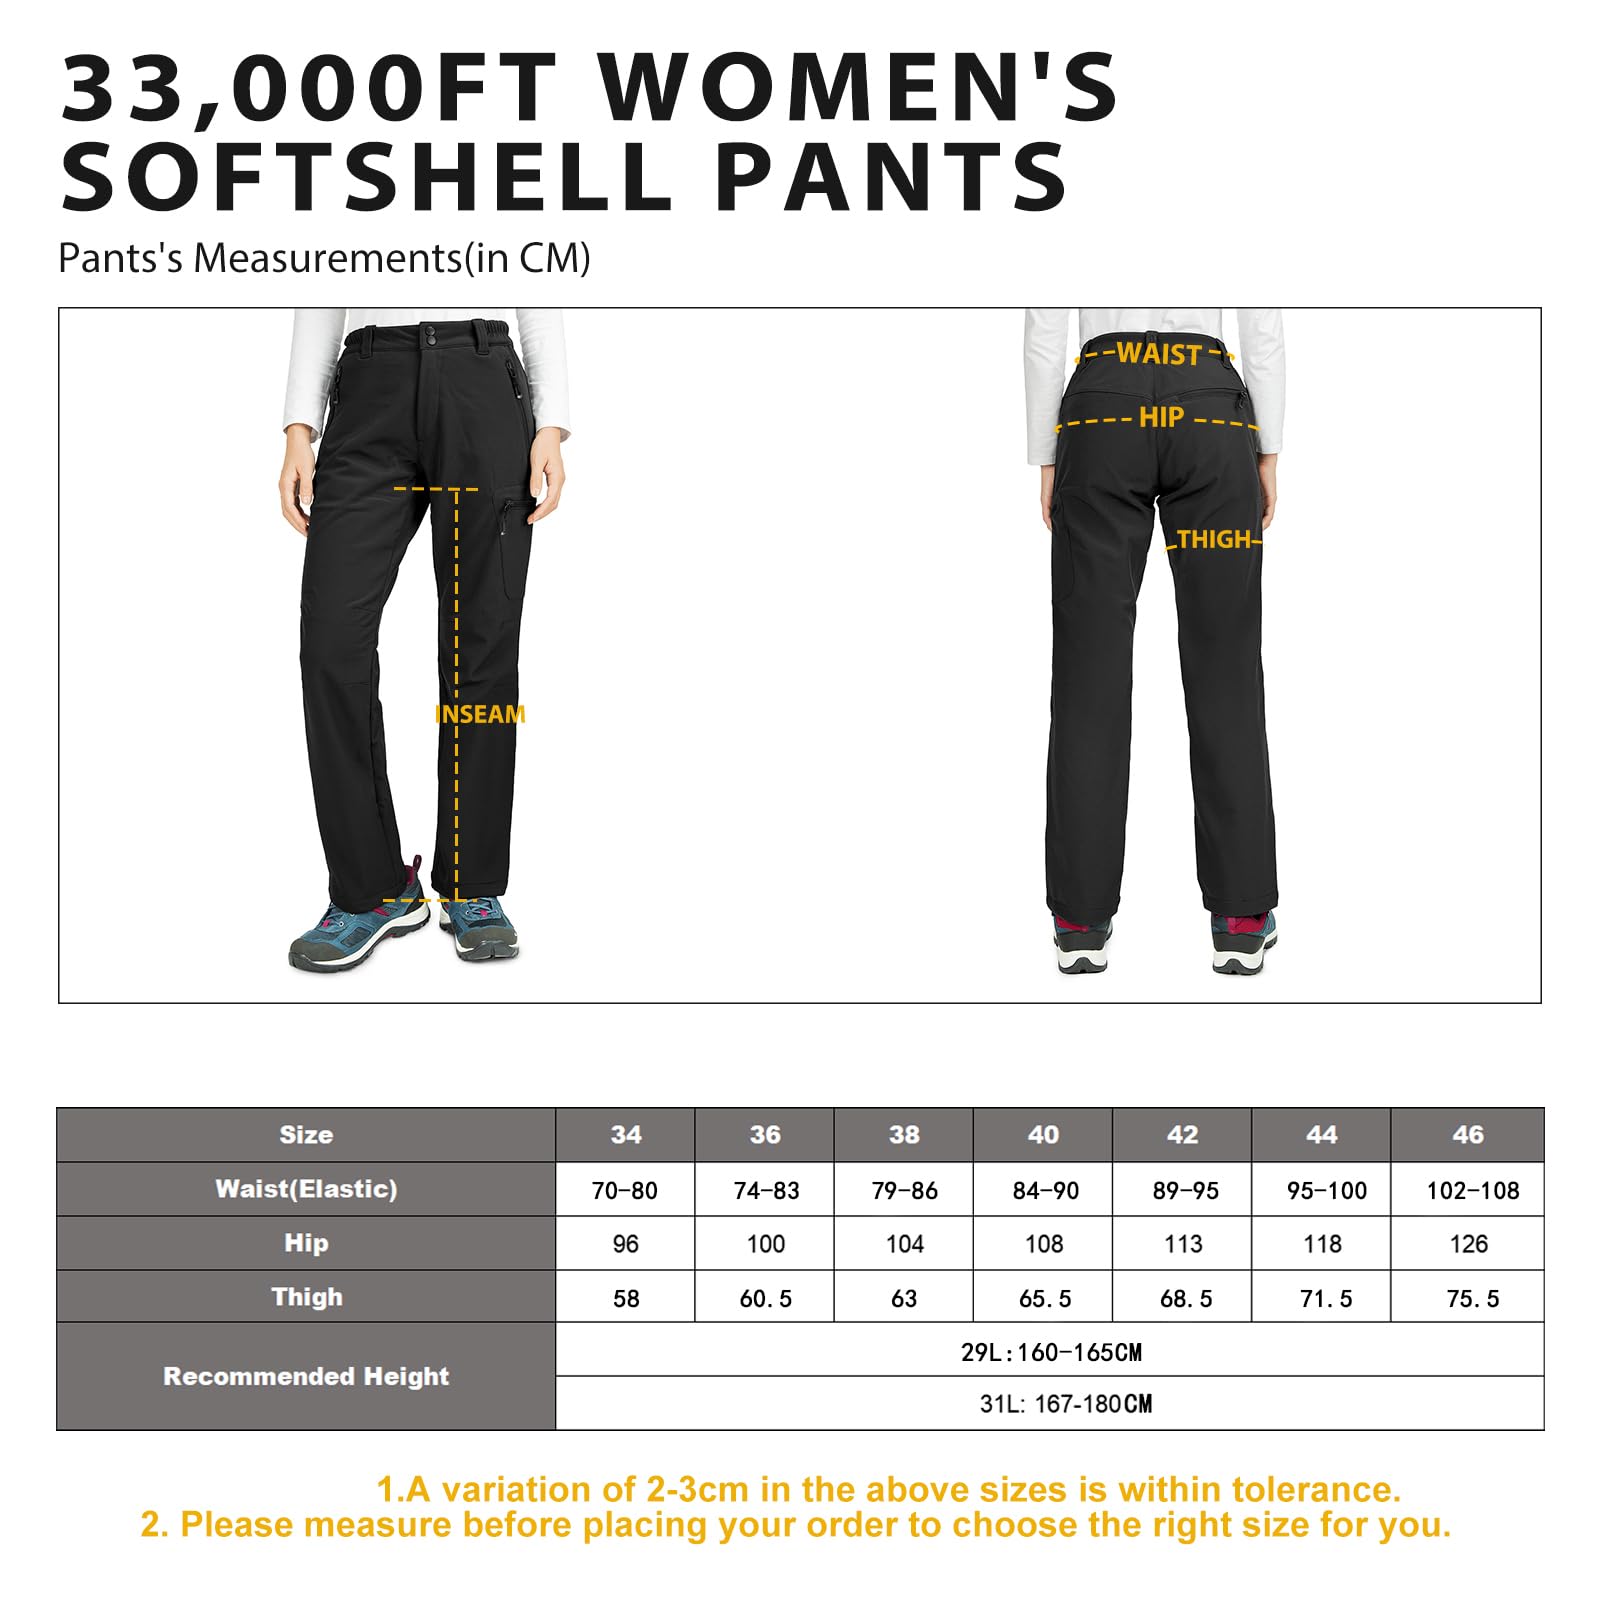 33,000FT WOMEN'S
SOFTSHELL PANTS
Pants's Measurements(in CM)
WAIST
HIP
THIGH
INSEAM
Size 34 36 38 40 42 44 46
Waist(Elastic) 70-80 74-83 79-86 84-90 89-95 95-100 102-108
Hip 96 100 104 108 113 118 126
Thigh 58 60.5 63 65.5 68.5 71.5 75.5
Recommended Height
29L:160-165CM
31L: 167-180CM
1.A variation of 2-3cm in the above sizes is within tolerance.
2. Please measure before placing your order to choose the right size for you.